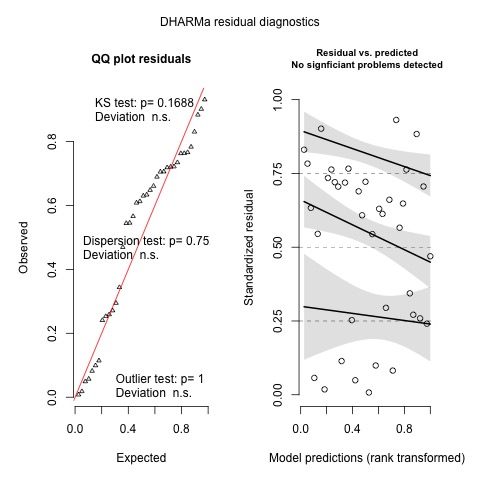 DHARMa residual diagnostics
QQ plot residuals
KS test: p= 0.1688
Deviation n.s.
Dispersion test: p= 0.75
Deviation n.s.
Outlier test: p= 1
Deviation n.s.
Observed
0.0
0.2
0.4
0.6
0.8
0.0
0.4
0.8
Expected
Residual vs. predicted
No signficiant problems detected
Standardized residual
0.00
0.25
0.50
0.75
1.00
0.0
0.4
0.8
Model predictions (rank transformed)